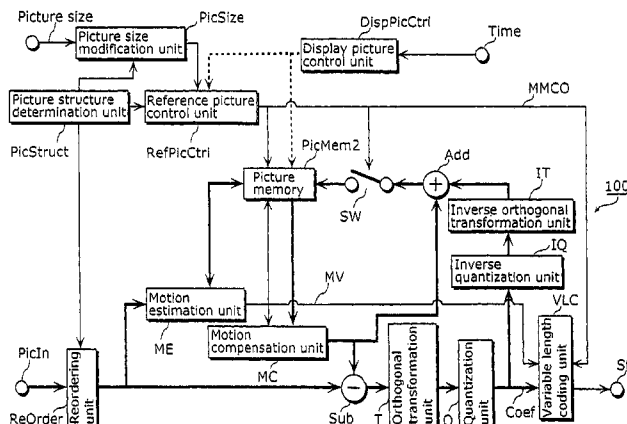 Picture size
Picture size
modification unit
PicSize
DispPicCtrl
Display picture
control unit
Time
Picture structure
determination unit
Reference picture
control unit
MMCO
PicStruct
RefPicCtrl
PicMem2
Picture
memory
SW
Add
IT
100
Inverse orthogonal
transformation unit
IQ
Inverse
quantization unit
Motion
estimation unit
MV
VLC
ME
Motion
compensation unit
MC
PicIn
Reordering
unit
ReOrder
Sub
Orthogonal
transformation
unit
T
Quantization
unit
Q
Coef
Variable length
coding unit